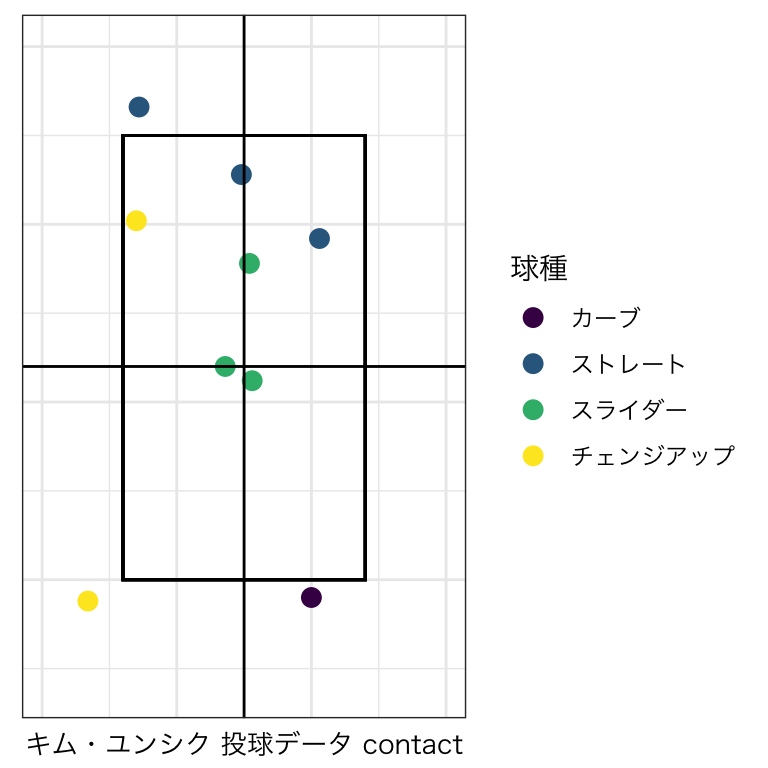 球種
カーブ
ストレート
スライダー
チェンジアップ
キム・ユンシク 投球データ contact